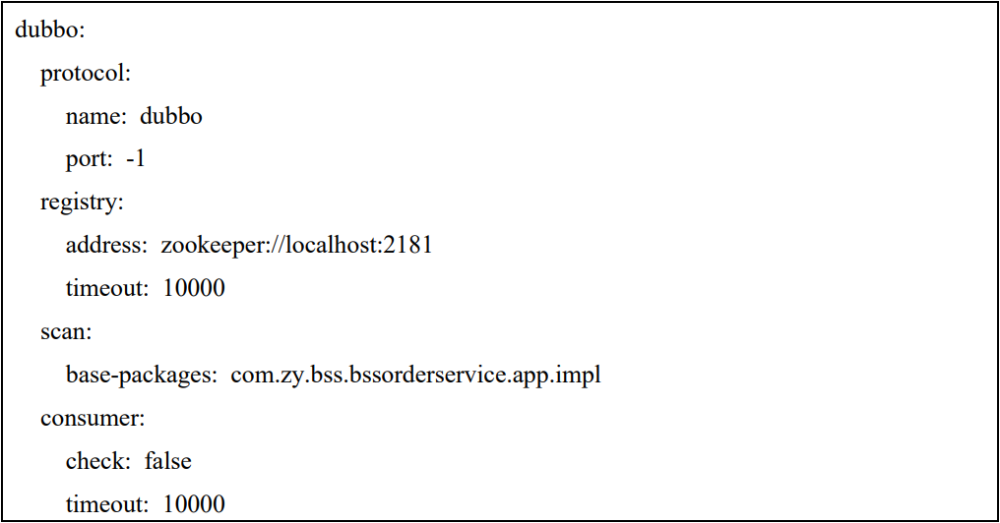 dubbo:
protocol:
name: dubbo
port: -1
registry:
address: zookeeper://localhost:2181
timeout: 10000
scan:
base-packages: com.zy.bss.bssorderservice.app.impl
consumer:
check: false
timeout: 10000